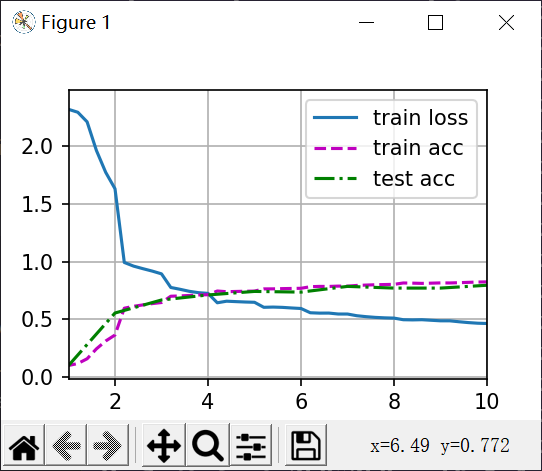 Figure 1
train loss
train acc
test acc
2.0
1.5
1.0
0.5
0.0
2 4 6 8 10
x=6.49 y=0.772